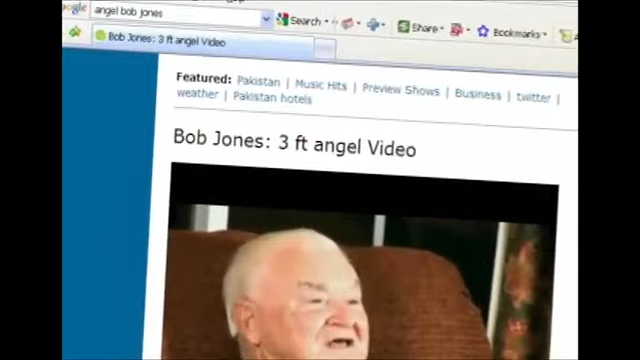 angel bob jones
Search
Share
Bookmarks
Bob Jones: 3 ft angel Video
Featured: Pakistan | Music Hits | Preview Shows | Business | twitter |
weather | Pakistan hotels
Bob Jones: 3 ft angel Video